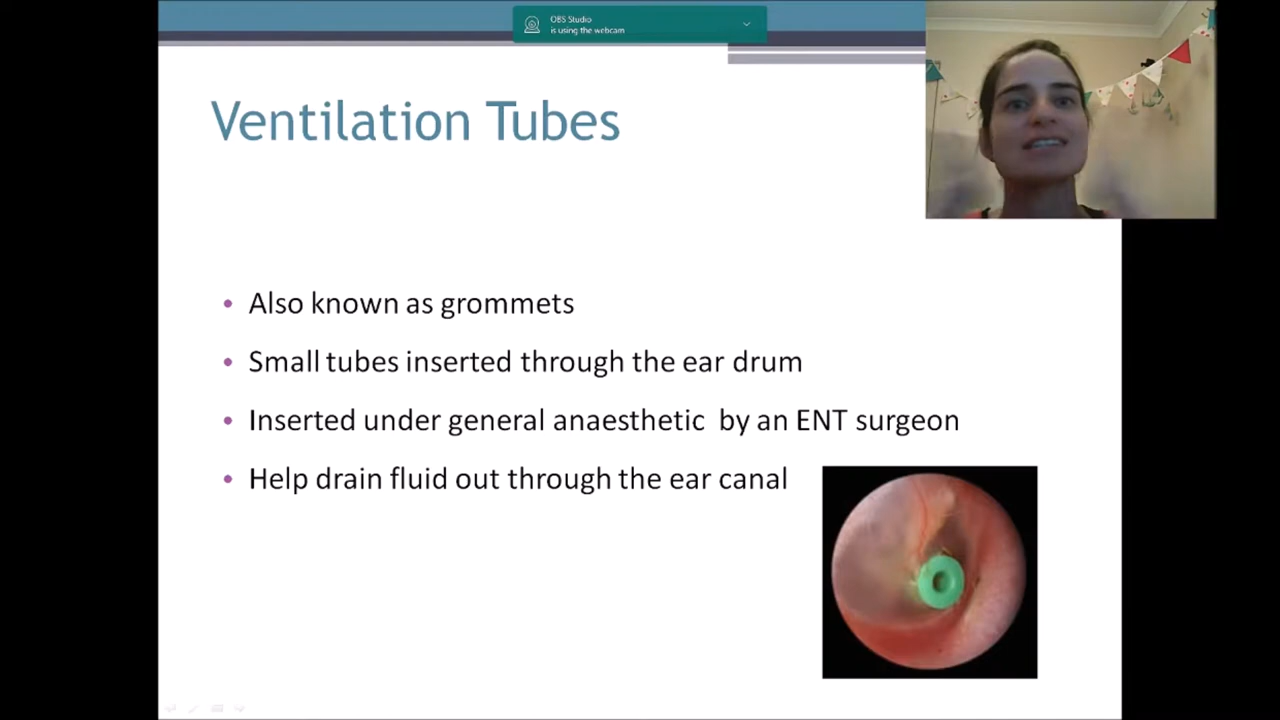 OBS Studio
is using the webcam
Ventilation Tubes
• Also known as grommets
• Small tubes inserted through the ear drum
• Inserted under general anaesthetic by an ENT surgeon
• Help drain fluid out through the ear canal